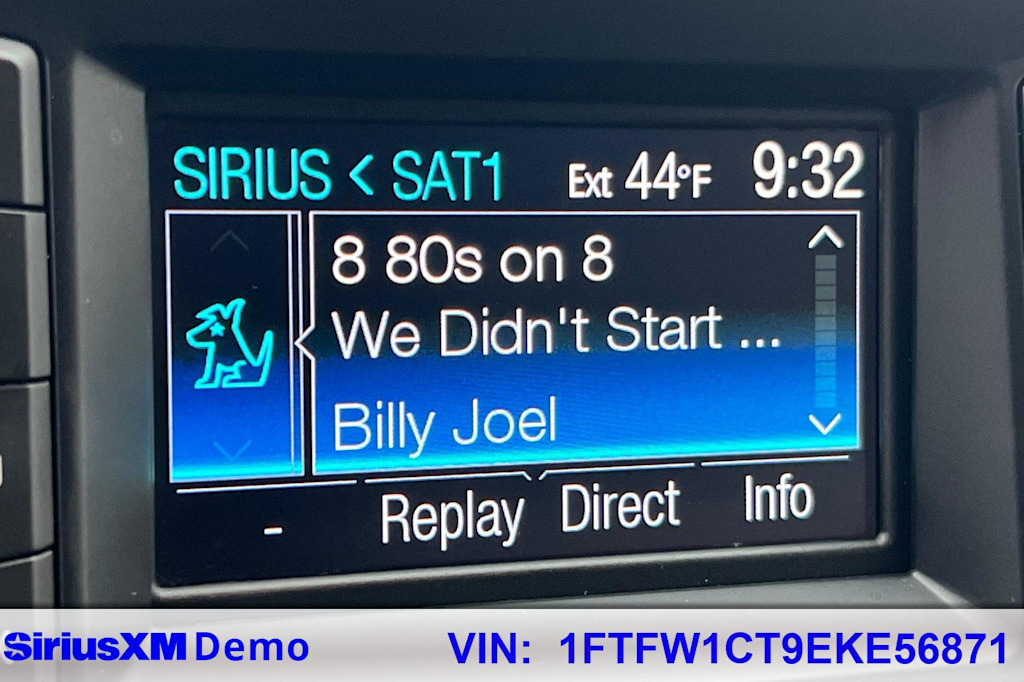 SIRIUS < SAT1 Ext 44°F 9:32
8 80s on 8
We Didn't Start ...
Billy Joel
- Replay Direct Info
SiriusXM Demo VIN: 1FTFW1CT9EKE56871